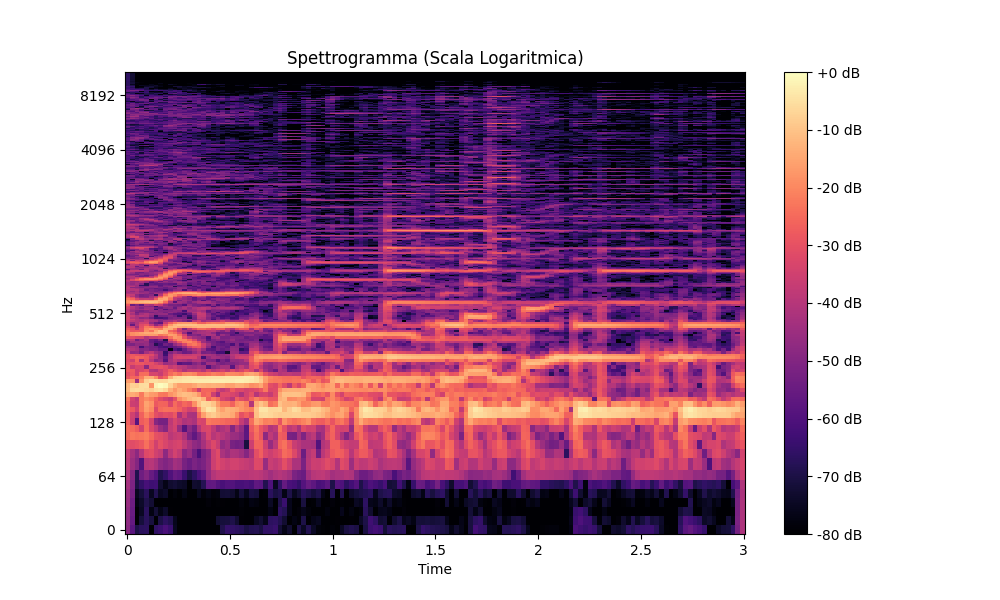 Spettrogramma (Scala Logaritmica)
Hz
8192
4096
2048
1024
512
256
128
64
0
0 0.5 1 1.5 2 2.5 3
Time
+0 dB
-10 dB
-20 dB
-30 dB
-40 dB
-50 dB
-60 dB
-70 dB
-80 dB